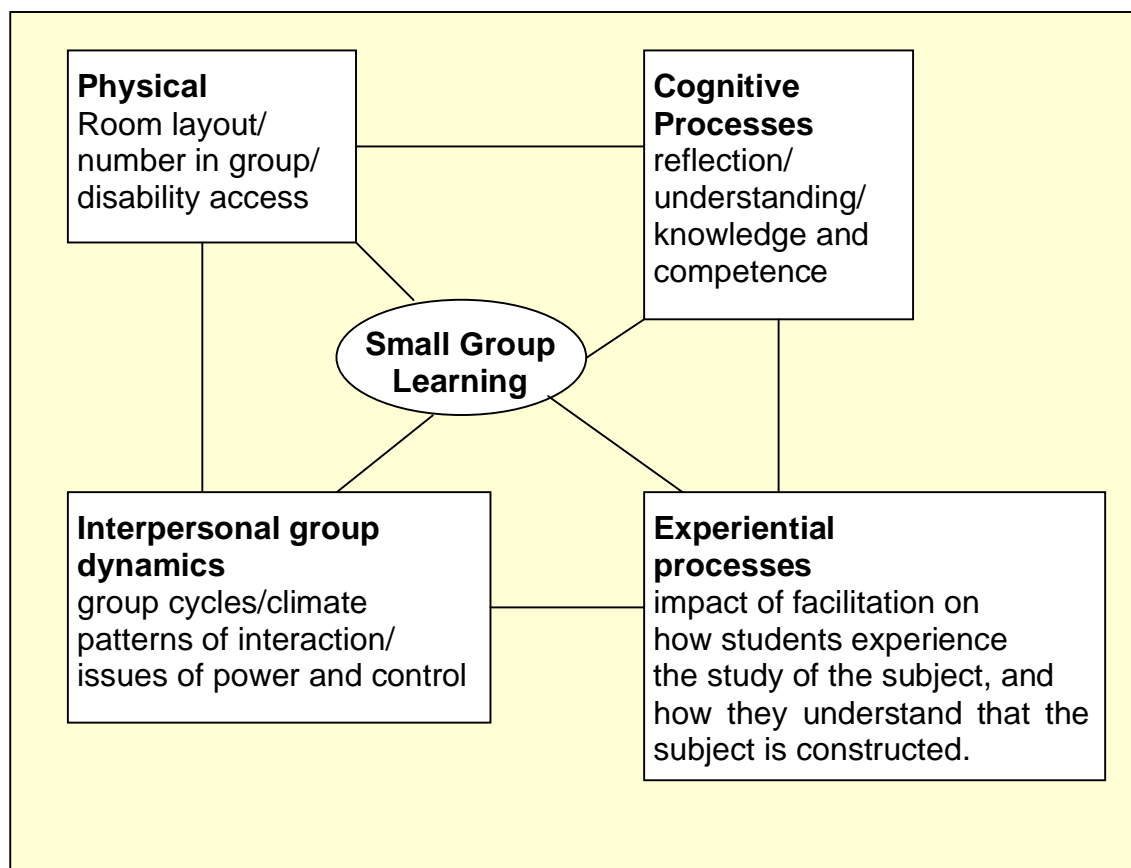 Physical
Room layout/
number in group/
disability access
Cognitive
Processes
reflection/
understanding/
knowledge and
competence
Small Group
Learning
Interpersonal group
dynamics
group cycles/climate
patterns of interaction/
issues of power and control
Experiential
processes
impact of facilitation on
how students experience
the study of the subject, and
how they understand that the
subject is constructed.